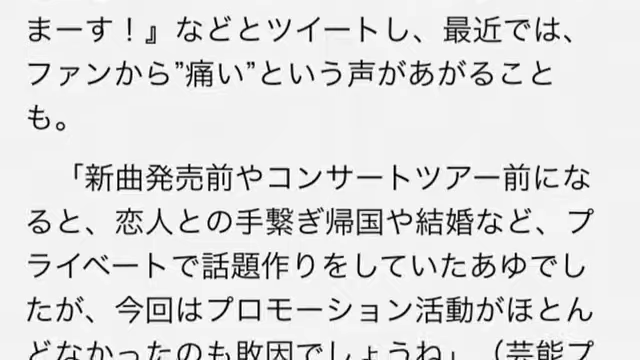 まーす！』などとツイートし、最近では、
ファンから”痛い”という声があがること
も。
「新曲発売前やコンサートツアー前にな
ると、恋人との手繋ぎ帰国や結婚など、プ
ライベートで話題作りをしていたあゆでし
たが、今回はプロモーション活動がほとん
どなかったのも敗因でしょうね」（芸能プ